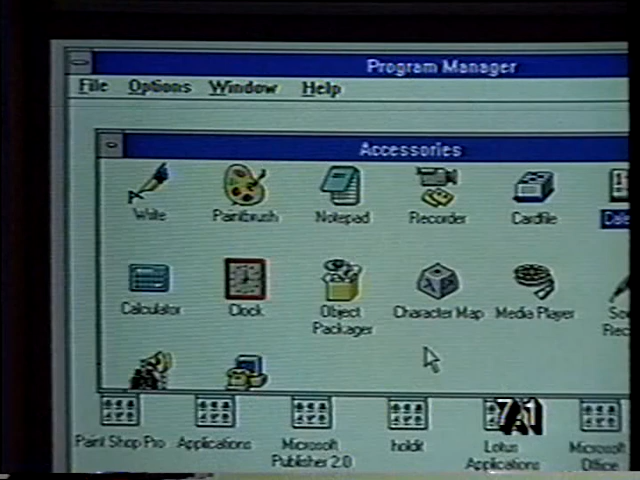 Program Manager
File Options Window Help
Accessories
Write Paintbrush Notepad Recorder Cardfile
Calculator Clock Object Packager Character Map Media Player
Paint Shop Pro Applications Microsoft Publisher 2.0 holdit Lotus Applications Microsoft Office